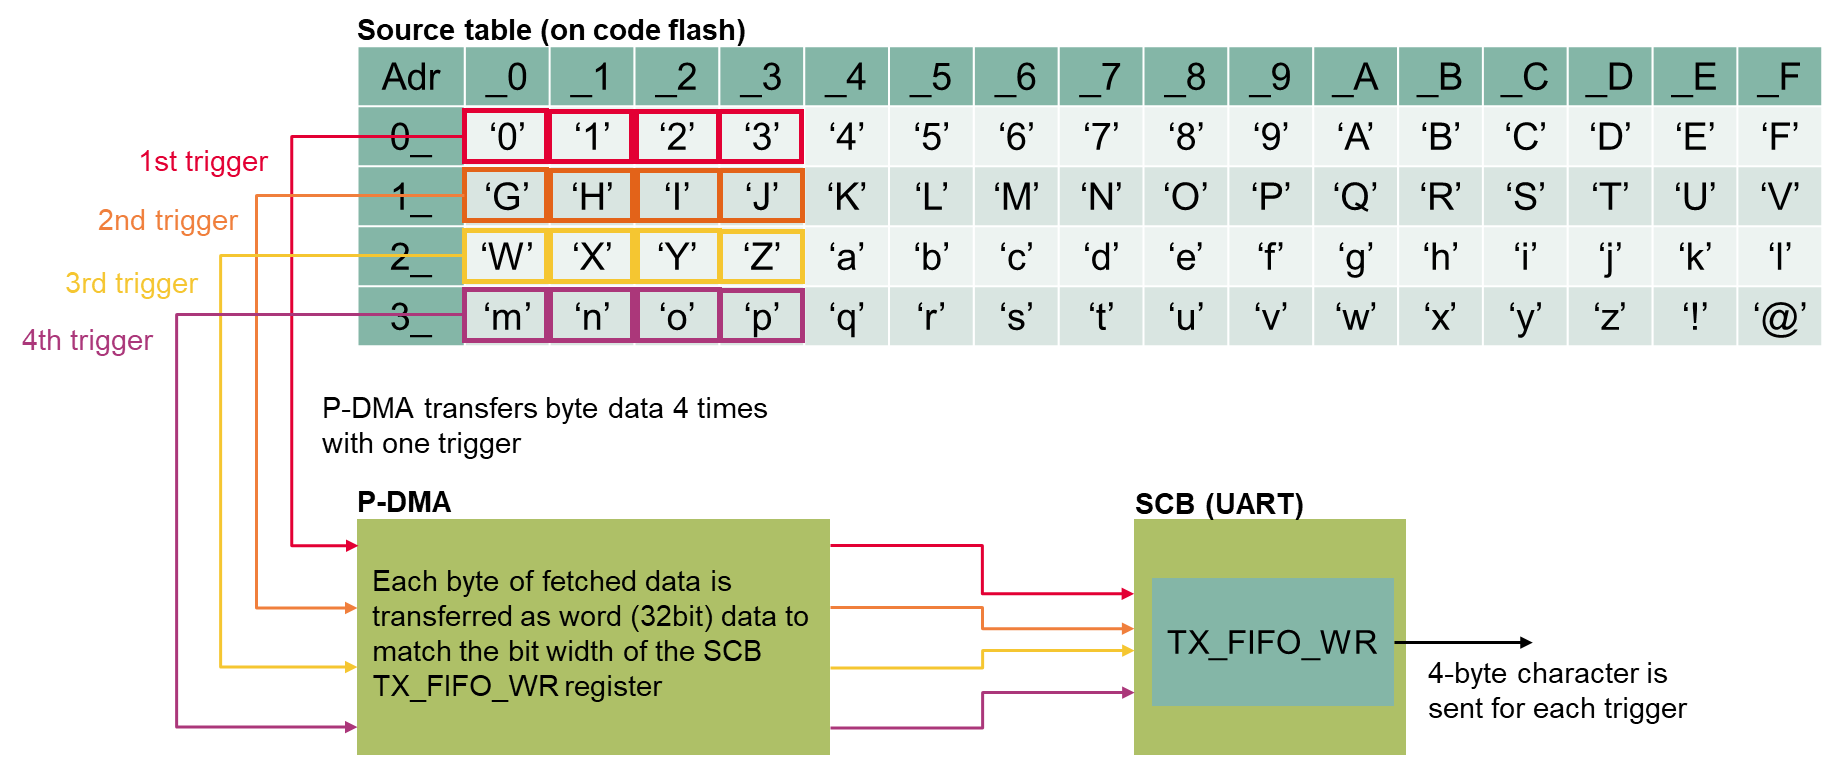 Source table (on code flash)
Adr _0 _1 _2 _3 _4 _5 _6 _7 _8 _9 _A _B _C _D _E _F
0_ ‘0’ ‘1’ ‘2’ ‘3’ ‘4’ ‘5’ ‘6’ ‘7’ ‘8’ ‘9’ ‘A’ ‘B’ ‘C’ ‘D’ ‘E’ ‘F’
1st trigger
1_ ‘G’ ‘H’ ‘I’ ‘J’ ‘K’ ‘L’ ‘M’ ‘N’ ‘O’ ‘P’ ‘Q’ ‘R’ ‘S’ ‘T’ ‘U’ ‘V’
2nd trigger
2_ ‘W’ ‘X’ ‘Y’ ‘Z’ ‘a’ ‘b’ ‘c’ ‘d’ ‘e’ ‘f’ ‘g’ ‘h’ ‘i’ ‘j’ ‘k’ ‘l’
3rd trigger
3_ ‘m’ ‘n’ ‘o’ ‘p’ ‘q’ ‘r’ ‘s’ ‘t’ ‘u’ ‘v’ ‘w’ ‘x’ ‘y’ ‘z’ ‘!’ ‘@’
4th trigger
P-DMA transfers byte data 4 times
with one trigger
P-DMA
Each byte of fetched data is
transferred as word (32bit) data to
match the bit width of the SCB
TX_FIFO_WR register
SCB (UART)
TX_FIFO_WR
4-byte character is
sent for each trigger